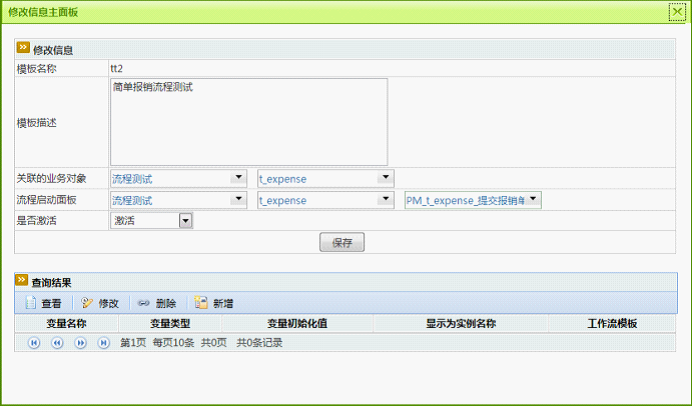 修改信息主面板
修改信息
模板名称 tt2
模板描述 简单报销流程测试
关联的业务对象 流程测试 t_expense
流程启动面板 流程测试 t_expense PM_t_expense_提交报销单
是否激活 激活
保存
查询结果
查看 修改 删除 新增
变量名称 变量类型 变量初始化值 显示为实例名称 工作流模板
第1页 每页10条 共0页 共0条记录